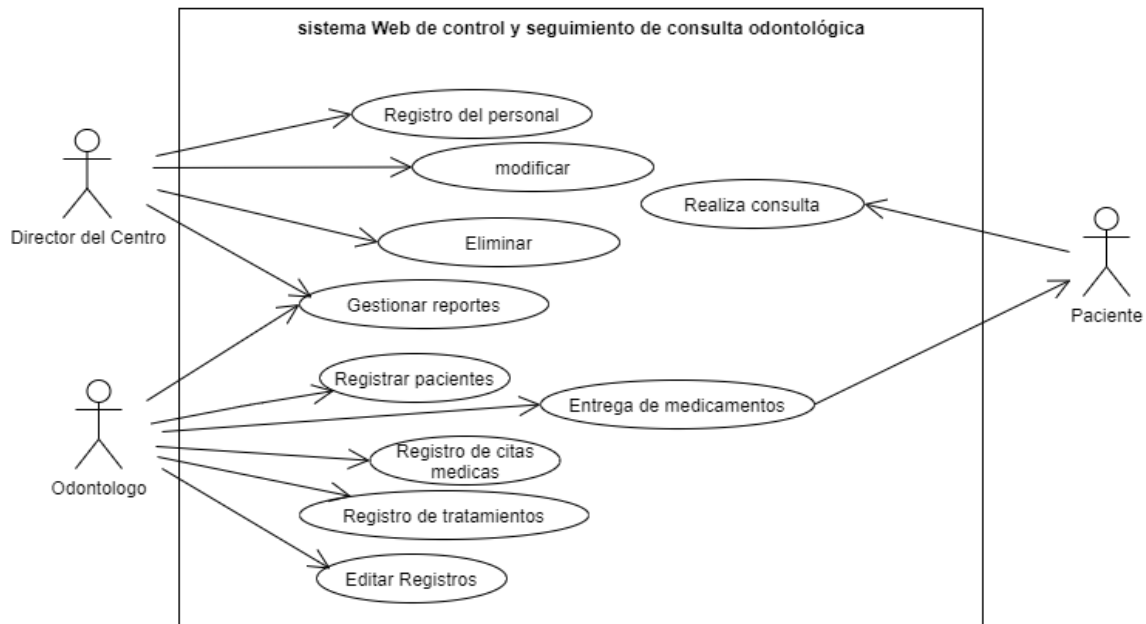 sistema Web de control y seguimiento de consulta odontológica
Registro del personal
modificar
Realiza consulta
Director del Centro
Eliminar
Gestionar reportes
Paciente
Registrar pacientes
Entrega de medicamentos
Registro de citas
medicas
Odontologo
Registro de tratamientos
Editar Registros